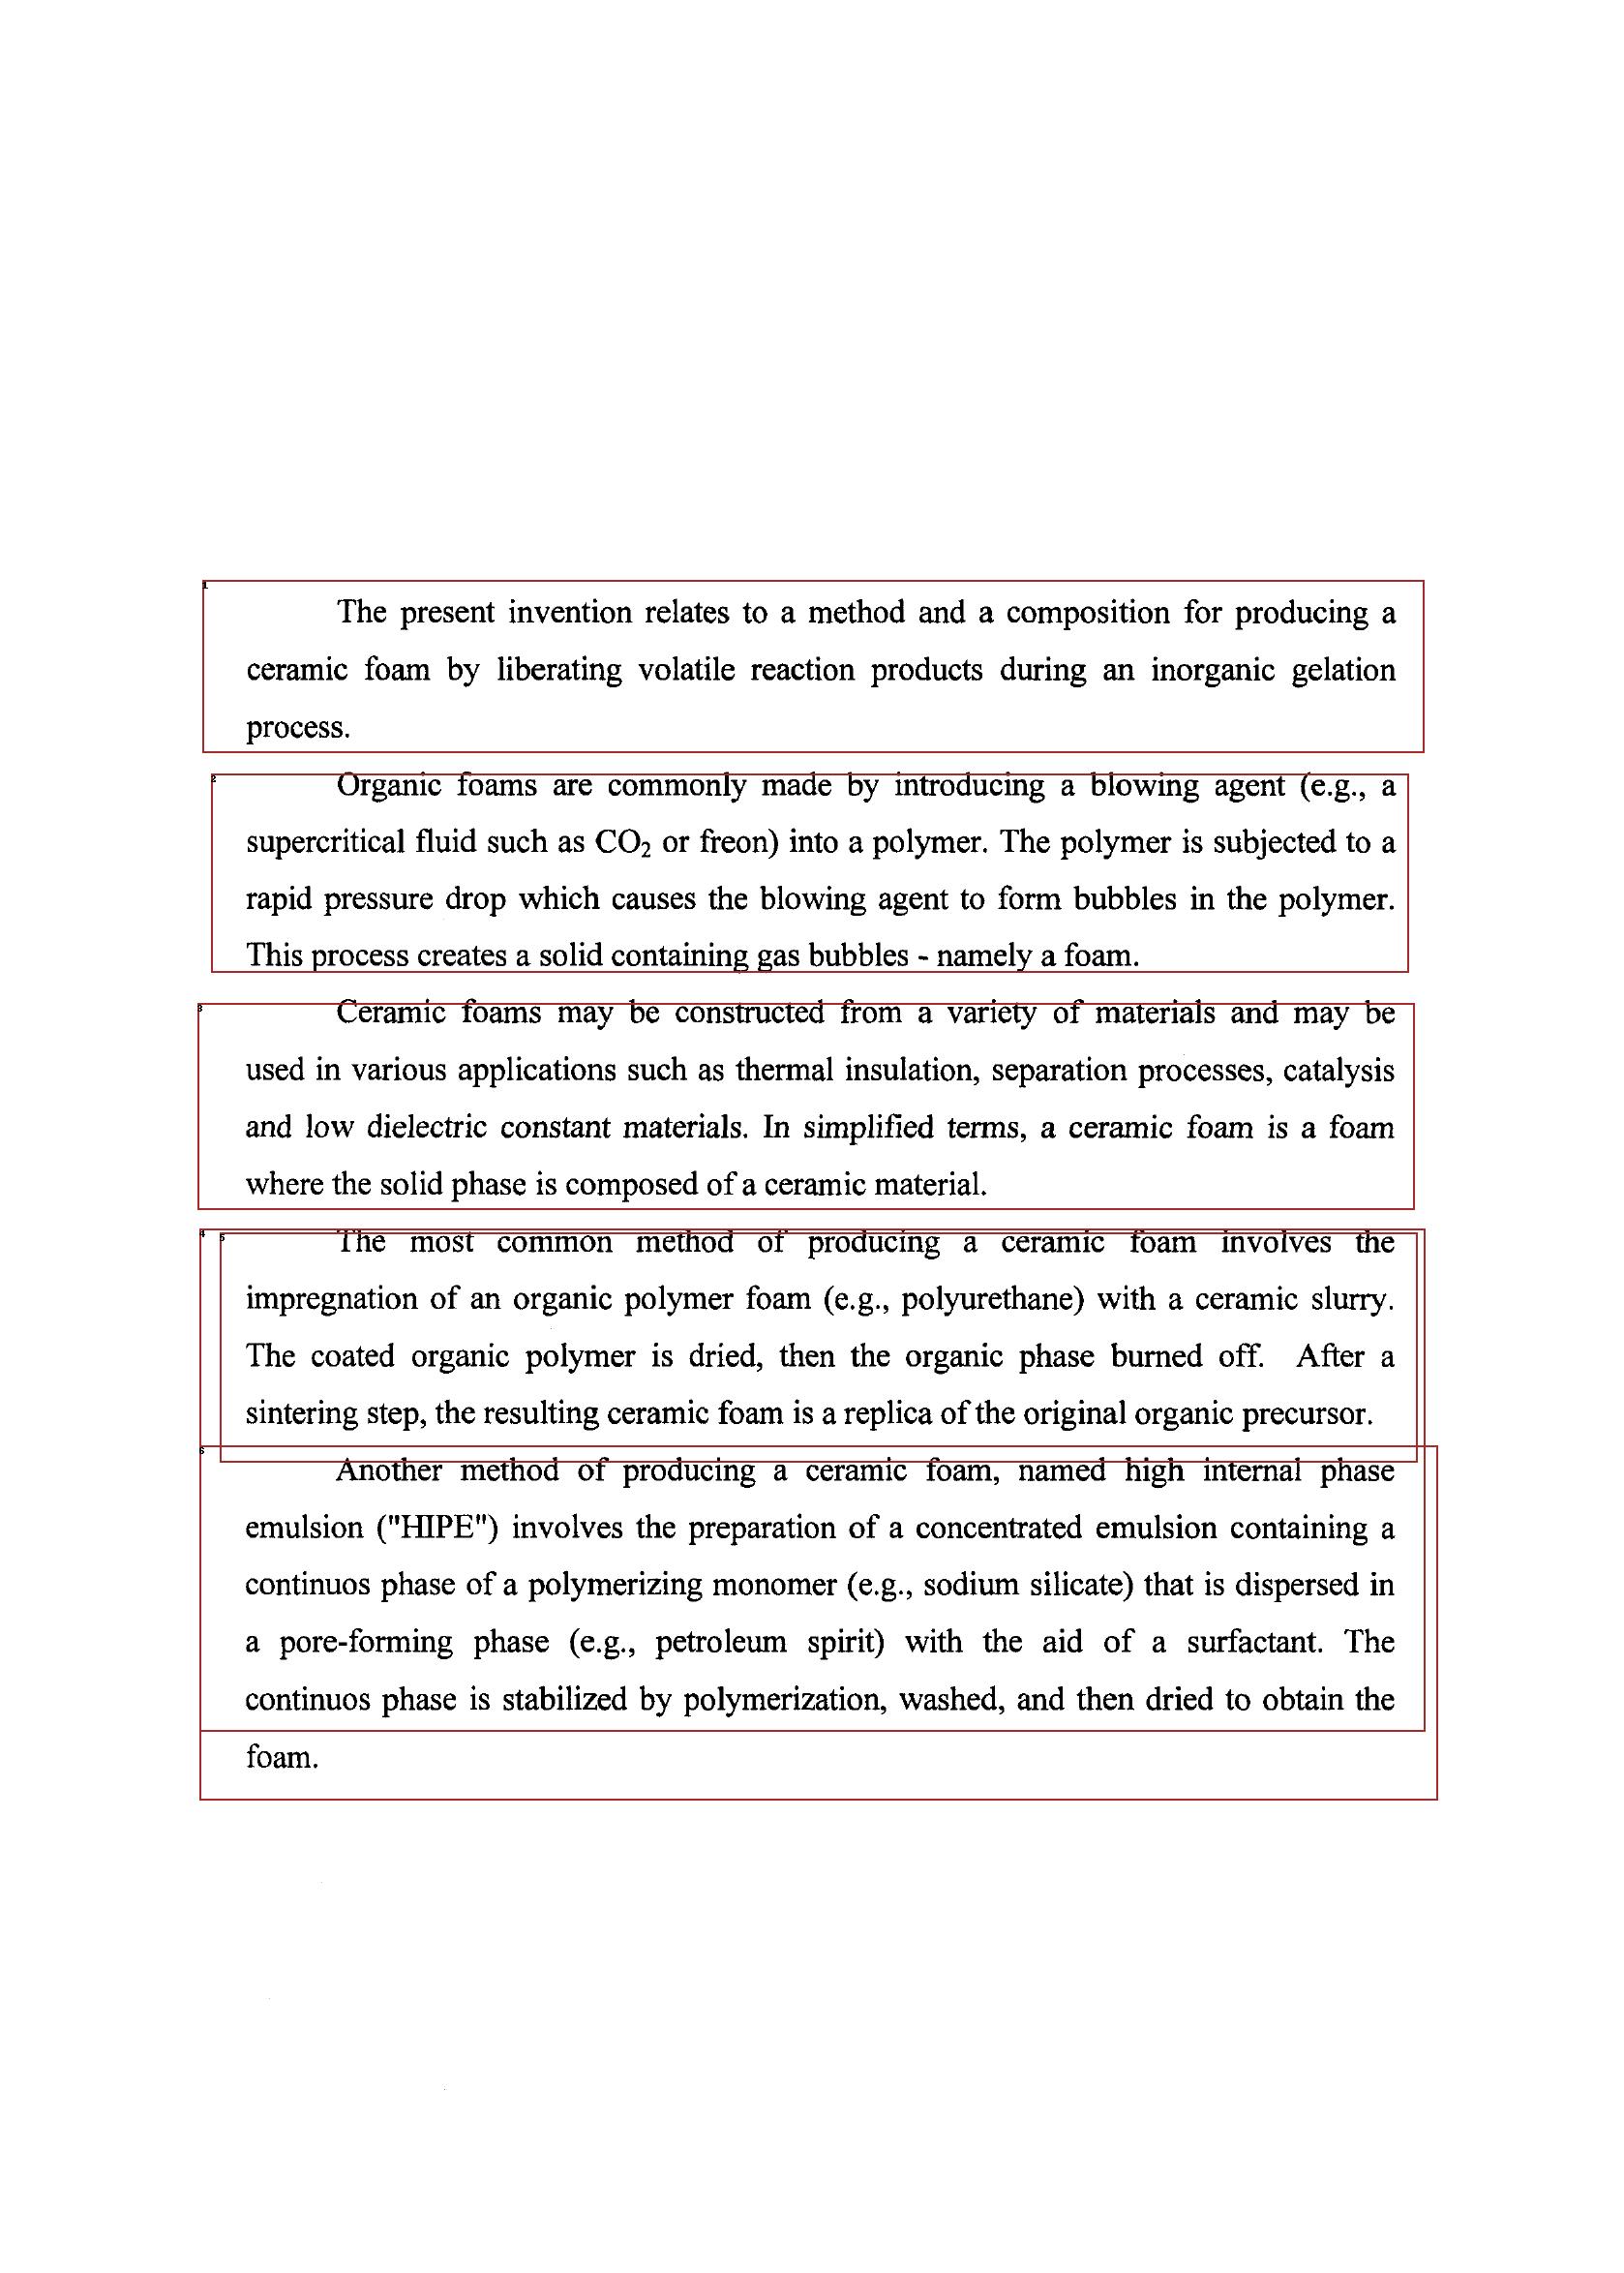 The present invention relates to a method and a composition for producing a
ceramic foam by liberating volatile reaction products during an inorganic gelation
process.
Organic foams are commonly made by introducing a blowing agent (e.g., a
supercritical fluid such as CO₂ or freon) into a polymer. The polymer is subjected to a
rapid pressure drop which causes the blowing agent to form bubbles in the polymer.
This process creates a solid containing gas bubbles - namely a foam.
Ceramic foams may be constructed from a variety of materials and may be
used in various applications such as thermal insulation, separation processes, catalysis
and low dielectric constant materials. In simplified terms, a ceramic foam is a foam
where the solid phase is composed of a ceramic material.
The most common method of producing a ceramic foam involves the
impregnation of an organic polymer foam (e.g., polyurethane) with a ceramic slurry.
The coated organic polymer is dried, then the organic phase burned off. After a
sintering step, the resulting ceramic foam is a replica of the original organic precursor.
Another method of producing a ceramic foam, named high internal phase
emulsion ("HIPE") involves the preparation of a concentrated emulsion containing a
continuos phase of a polymerizing monomer (e.g., sodium silicate) that is dispersed in
a pore-forming phase (e.g., petroleum spirit) with the aid of a surfactant. The
continuos phase is stabilized by polymerization, washed, and then dried to obtain the
foam.